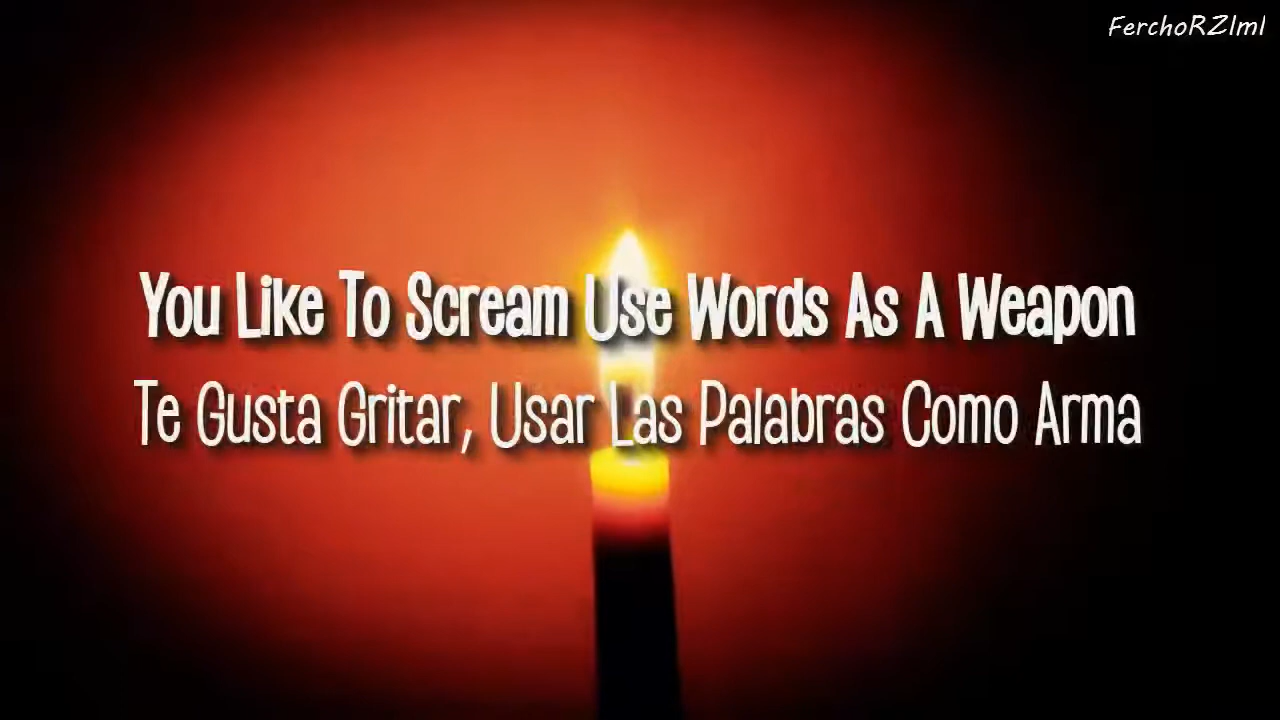 FerchoRZlml
You Like To Scream Use Words As A Weapon
Te Gusta Gritar, Usar Las Palabras Como Arma